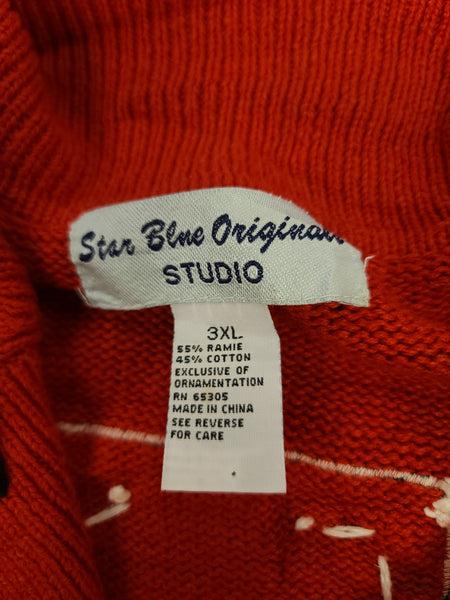 Star Blue Originals
STUDIO
3XL
55% RAMIE
45% COTTON
EXCLUSIVE OF
ORNAMENTATION
RN 65305
MADE IN CHINA
SEE REVERSE
FOR CARE